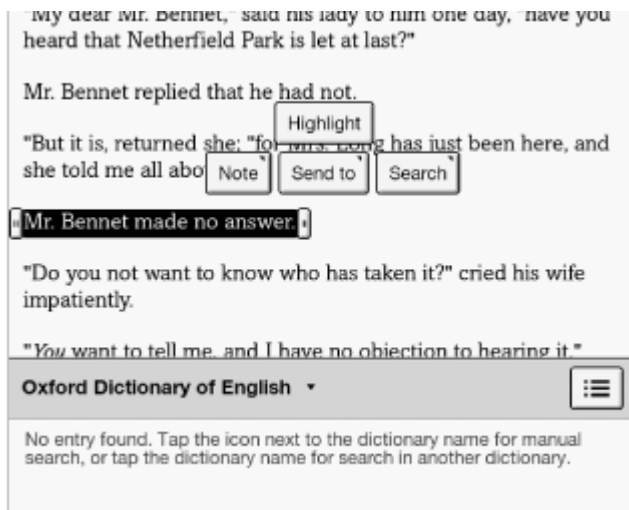 "My dear Mr. Bennet," said his lady to him one day, "have you
heard that Netherfield Park is let at last?"
Mr. Bennet replied that he had not.
Highlight
"But it is, returned she; "for Mrs. Long has just been here, and
she told me all abo
Note
Send to
Search
Mr. Bennet made no answer.
"Do you not want to know who has taken it?" cried his wife
impatiently.
"You want to tell me, and I have no objection to hearing it."
Oxford Dictionary of English
No entry found. Tap the icon next to the dictionary name for manual
search, or tap the dictionary name for search in another dictionary.